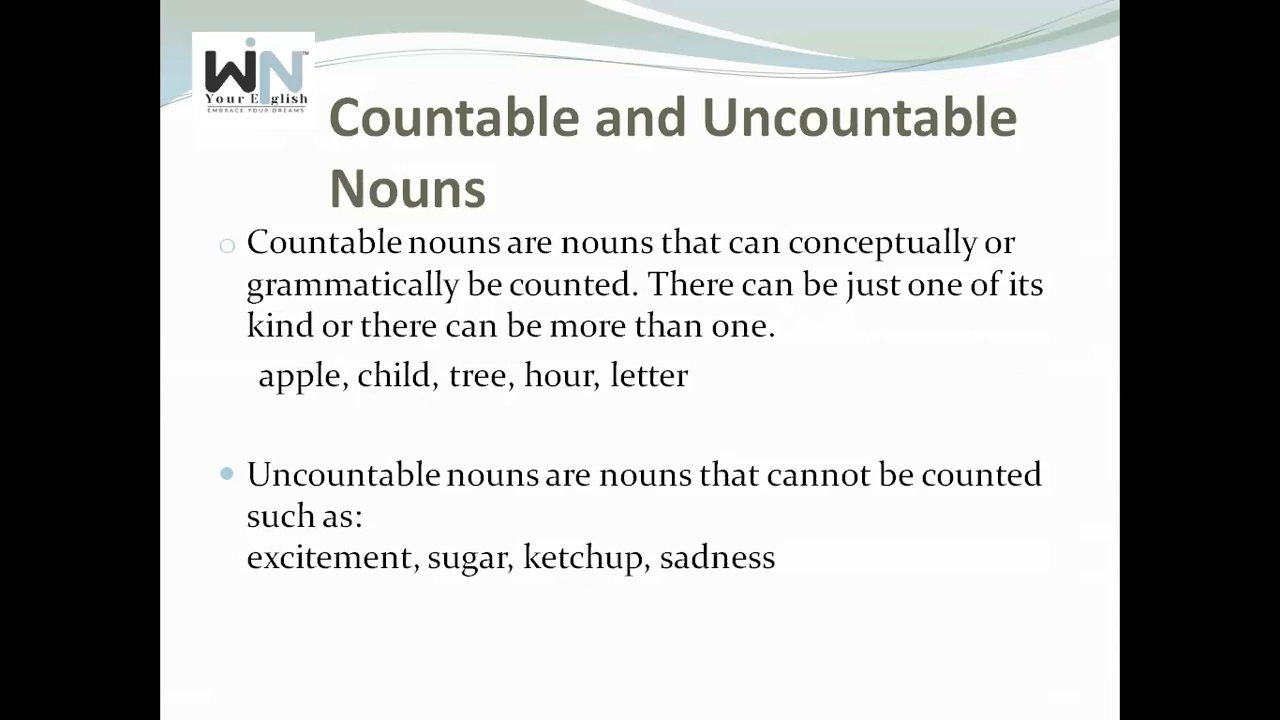 WiN
Your English
EMBRACE YOUR DREAMS
Countable and Uncountable
Nouns
Countable nouns are nouns that can conceptually or
grammatically be counted. There can be just one of its
kind or there can be more than one.
apple, child, tree, hour, letter
Uncountable nouns are nouns that cannot be counted
such as:
excitement, sugar, ketchup, sadness